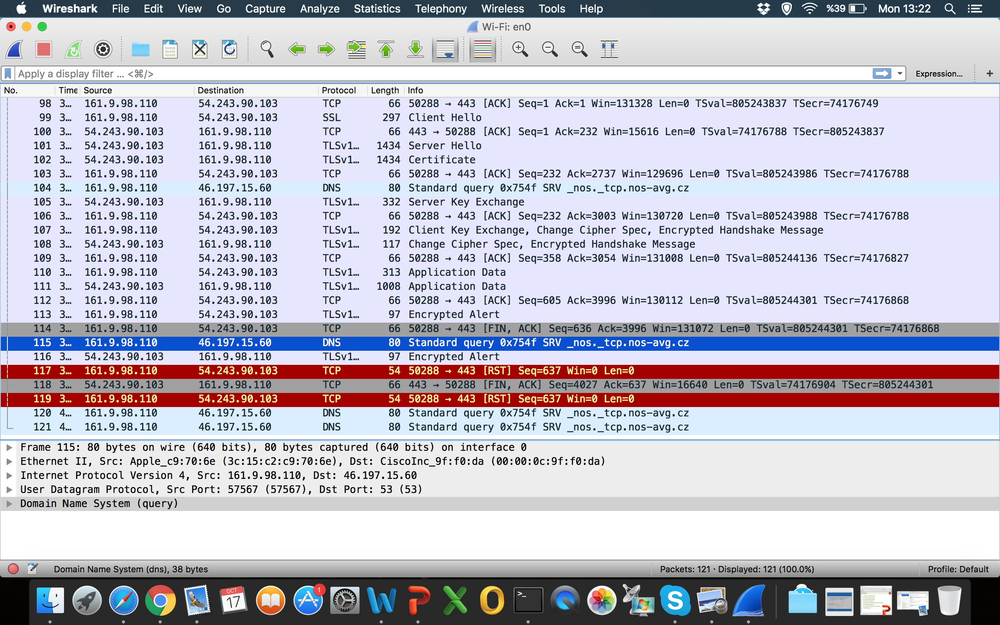 Wireshark File Edit View Go Capture Analyze Statistics Telephony Wireless Tools Help %39 Mon 13:22
Wi-Fi: en0
Apply a display filter ... <⌘/> Expression... +
No. Time Source Destination Protocol Length Info
98 3… 161.9.98.110 54.243.90.103 TCP 66 50288 → 443 [ACK] Seq=1 Ack=1 Win=131328 Len=0 TSval=805243837 TSecr=74176749
99 3… 161.9.98.110 54.243.90.103 SSL 297 Client Hello
100 3… 54.243.90.103 161.9.98.110 TCP 66 443 → 50288 [ACK] Seq=1 Ack=232 Win=15616 Len=0 TSval=74176788 TSecr=805243837
101 3… 54.243.90.103 161.9.98.110 TLSv1… 1434 Server Hello
102 3… 54.243.90.103 161.9.98.110 TLSv1… 1434 Certificate
103 3… 161.9.98.110 54.243.90.103 TCP 66 50288 → 443 [ACK] Seq=232 Ack=2737 Win=129696 Len=0 TSval=805243986 TSecr=74176788
104 3… 161.9.98.110 46.197.15.60 DNS 80 Standard query 0x754f SRV _nos._tcp.nos-avg.cz
105 3… 54.243.90.103 161.9.98.110 TLSv1… 332 Server Key Exchange
106 3… 161.9.98.110 54.243.90.103 TCP 66 50288 → 443 [ACK] Seq=232 Ack=3003 Win=130720 Len=0 TSval=805243988 TSecr=74176788
107 3… 161.9.98.110 54.243.90.103 TLSv1… 192 Client Key Exchange, Change Cipher Spec, Encrypted Handshake Message
108 3… 54.243.90.103 161.9.98.110 TLSv1… 117 Change Cipher Spec, Encrypted Handshake Message
109 3… 161.9.98.110 54.243.90.103 TCP 66 50288 → 443 [ACK] Seq=358 Ack=3054 Win=131008 Len=0 TSval=805244136 TSecr=74176827
110 3… 161.9.98.110 54.243.90.103 TLSv1… 313 Application Data
111 3… 54.243.90.103 161.9.98.110 TLSv1… 1008 Application Data
112 3… 161.9.98.110 54.243.90.103 TCP 66 50288 → 443 [ACK] Seq=605 Ack=3996 Win=130112 Len=0 TSval=805244301 TSecr=74176868
113 3… 161.9.98.110 54.243.90.103 TLSv1… 97 Encrypted Alert
114 3… 161.9.98.110 54.243.90.103 TCP 66 50288 → 443 [FIN, ACK] Seq=636 Ack=3996 Win=131072 Len=0 TSval=805244301 TSecr=74176868
115 3… 161.9.98.110 46.197.15.60 DNS 80 Standard query 0x754f SRV _nos._tcp.nos-avg.cz
116 3… 54.243.90.103 161.9.98.110 TLSv1… 97 Encrypted Alert
117 3… 161.9.98.110 54.243.90.103 TCP 54 50288 → 443 [RST] Seq=637 Win=0 Len=0
118 3… 54.243.90.103 161.9.98.110 TCP 66 443 → 50288 [FIN, ACK] Seq=4027 Ack=637 Win=16640 Len=0 TSval=74176904 TSecr=805244301
119 3… 161.9.98.110 54.243.90.103 TCP 54 50288 → 443 [RST] Seq=637 Win=0 Len=0
120 4… 161.9.98.110 46.197.15.60 DNS 80 Standard query 0x754f SRV _nos._tcp.nos-avg.cz
121 4… 161.9.98.110 46.197.15.60 DNS 80 Standard query 0x754f SRV _nos._tcp.nos-avg.cz
Frame 115: 80 bytes on wire (640 bits), 80 bytes captured (640 bits) on interface 0
Ethernet II, Src: Apple_c9:70:6e (3c:15:c2:c9:70:6e), Dst: CiscoInc_9f:f0:da (00:00:0c:9f:f0:da)
Internet Protocol Version 4, Src: 161.9.98.110, Dst: 46.197.15.60
User Datagram Protocol, Src Port: 57567 (57567), Dst Port: 53 (53)
Domain Name System (query)
Domain Name System (dns), 38 bytes Packets: 121 · Displayed: 121 (100.0%) Profile: Default
OCT 17
1